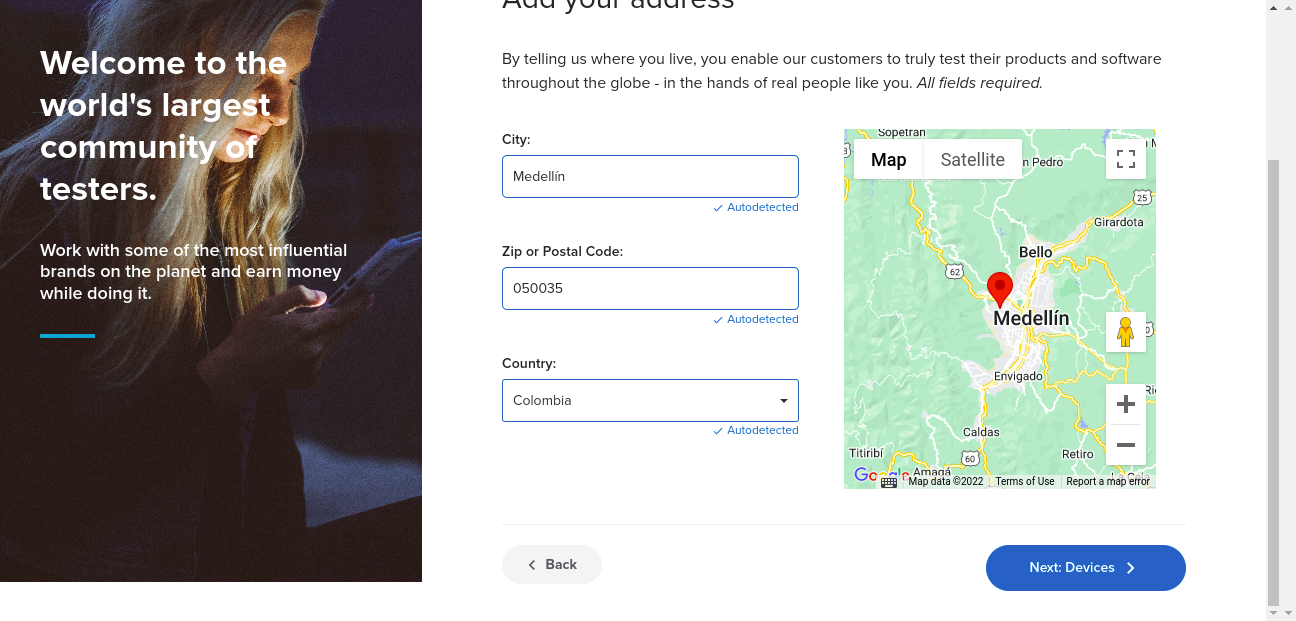 Welcome to the
world's largest
community of
testers.
Work with some of the most influential
brands on the planet and earn money
while doing it.
Add your address
By telling us where you live, you enable our customers to truly test their products and software
throughout the globe - in the hands of real people like you. All fields required.
City:
Medellín
Autodetected
Zip or Postal Code:
050035
Autodetected
Country:
Colombia
Autodetected
Sopetran
Map
Satellite
n Pedro
25
Girardota
Bello
62
Medellín
Envigado
Caldas
Titiribí
60
Retiro
Amagá
Google
Map data ©2022
Terms of Use
Report a map error
Back
Next: Devices